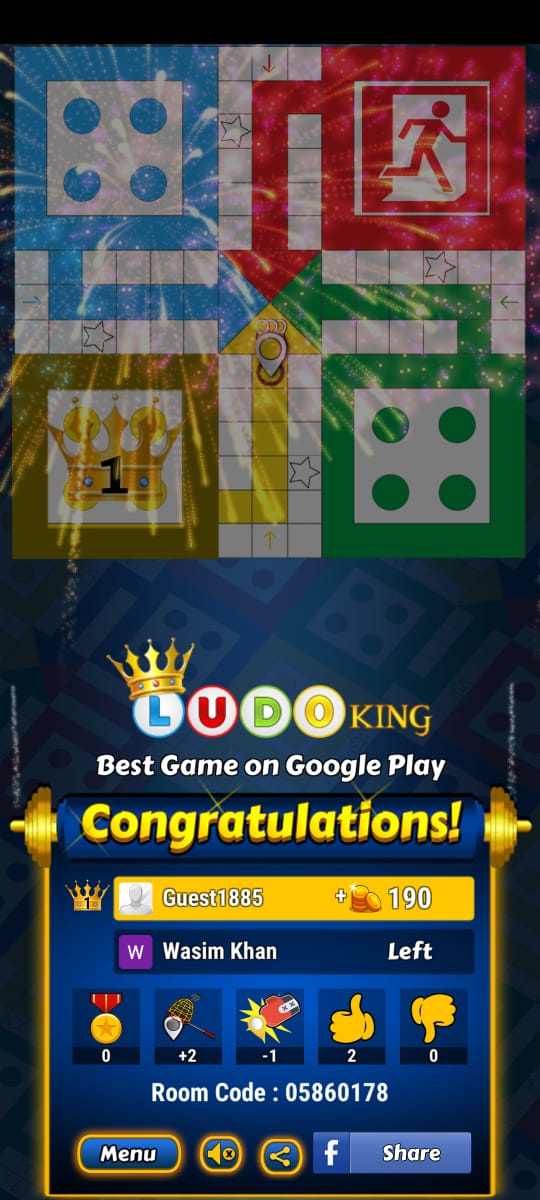 1
LUDO KING
Best Game on Google Play
Congratulations!
1 Guest1885 + 190
W Wasim Khan Left
0 +2 -1 2 0
Room Code : 05860178
Menu f Share